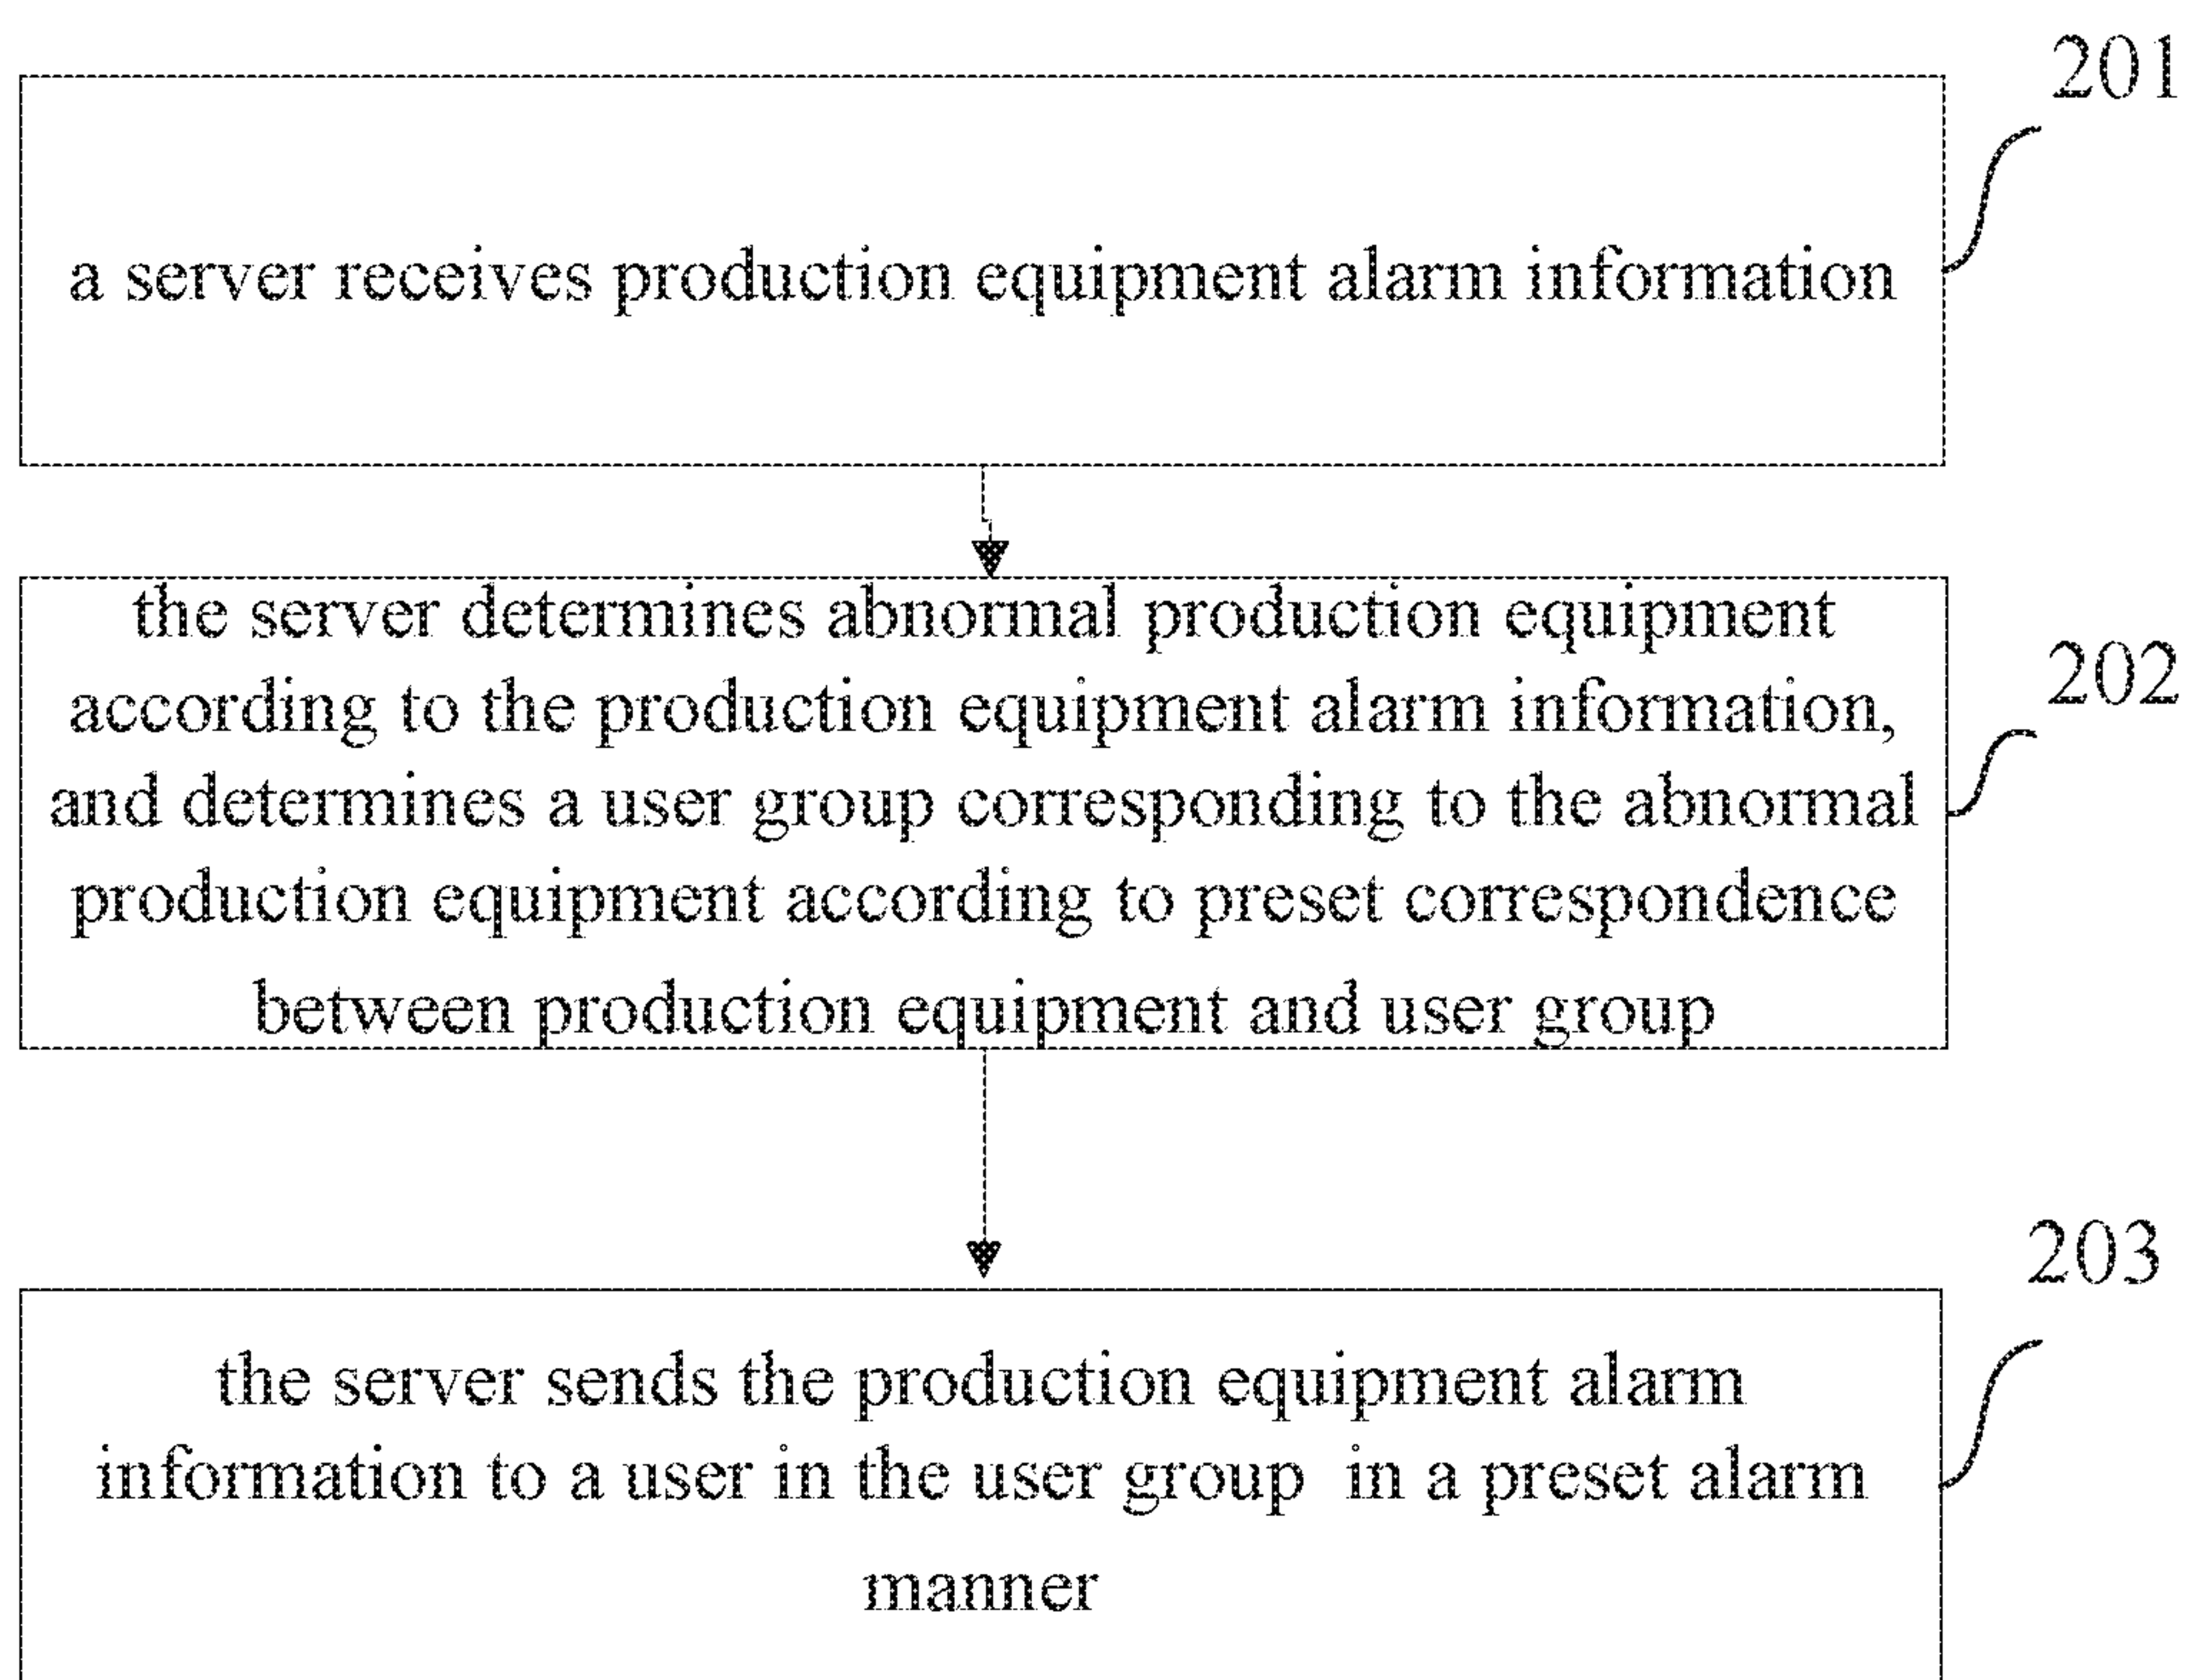 201
a server receives production equipment alarm information
the server determines abnormal production equipment
according to the production equipment alarm information,
and determines a user group corresponding to the abnormal
production equipment according to preset correspondence
between production equipment and user group
202
203
the server sends the production equipment alarm
information to a user in the user group in a preset alarm
manner